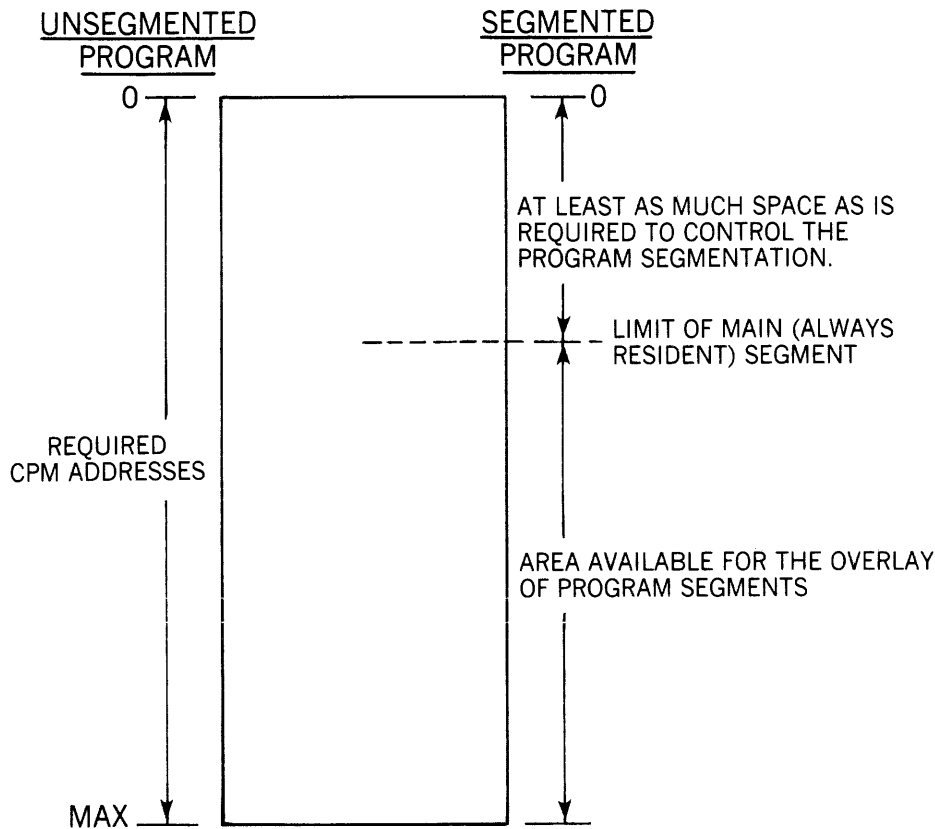 UNSEGMENTED
PROGRAM
SEGMENTED
PROGRAM
0
0
AT LEAST AS MUCH SPACE AS IS
REQUIRED TO CONTROL THE
PROGRAM SEGMENTATION.
LIMIT OF MAIN (ALWAYS
RESIDENT) SEGMENT
REQUIRED
CPM ADDRESSES
AREA AVAILABLE FOR THE OVERLAY
OF PROGRAM SEGMENTS
MAX